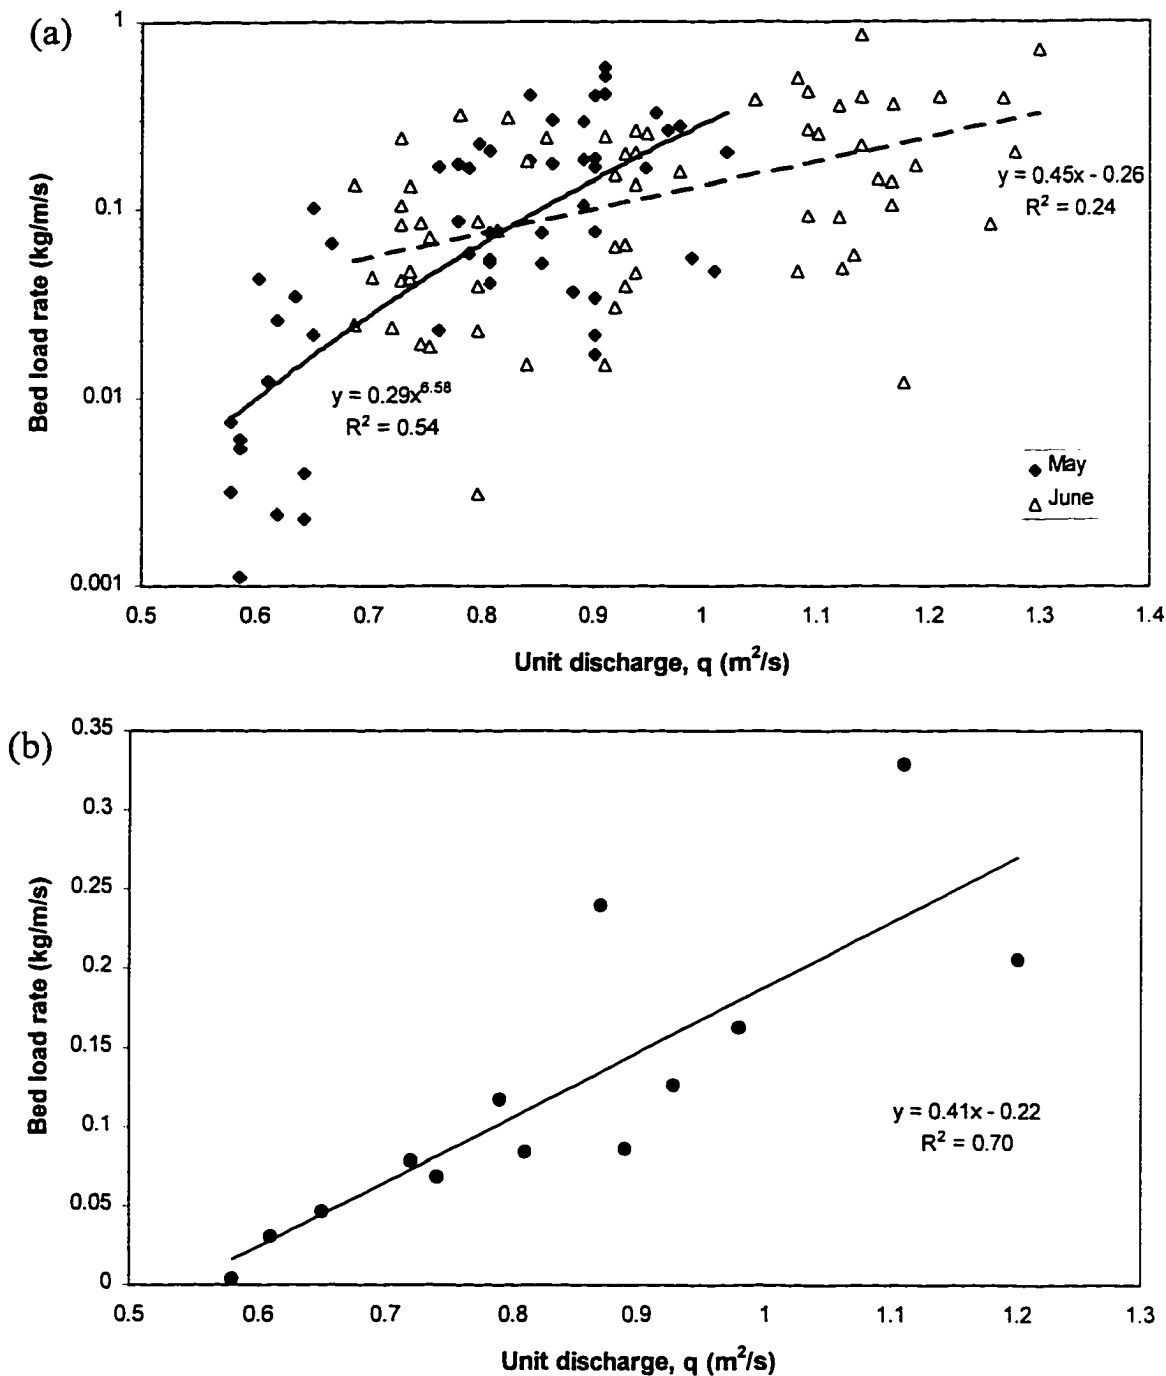 (a)
1
0.1
0.01
0.001
Bed load rate (kg/m/s)
y = 0.45x - 0.26
R² = 0.24
y = 0.29x^6.58
R² = 0.54
May
June
0.5 0.6 0.7 0.8 0.9 1 1.1 1.2 1.3 1.4
Unit discharge, q (m²/s)
(b)
0.35
0.3
0.25
0.2
0.15
0.1
0.05
0
Bed load rate (kg/m/s)
y = 0.41x - 0.22
R² = 0.70
0.5 0.6 0.7 0.8 0.9 1 1.1 1.2 1.3
Unit discharge, q (m²/s)